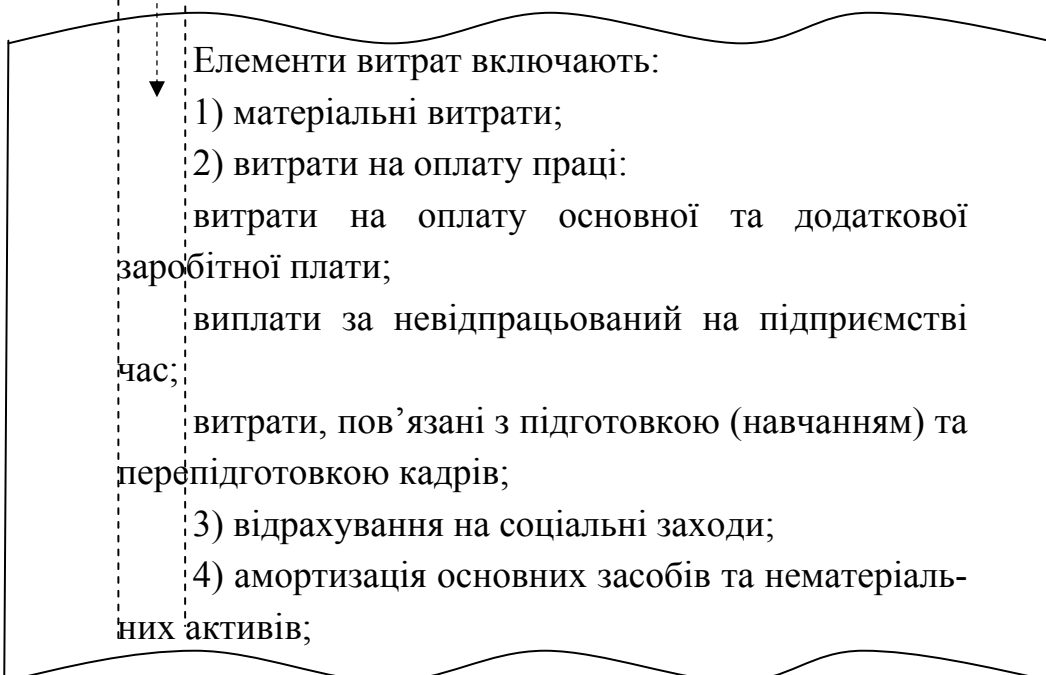 Елементи витрат включають:
1) матеріальні витрати;
2) витрати на оплату праці:
витрати на оплату основної та додаткової
заробітної плати;
виплати за невідпрацьований на підприємстві
час;
витрати, пов’язані з підготовкою (навчанням) та
перепідготовкою кадрів;
3) відрахування на соціальні заходи;
4) амортизація основних засобів та нематеріаль-
них активів;